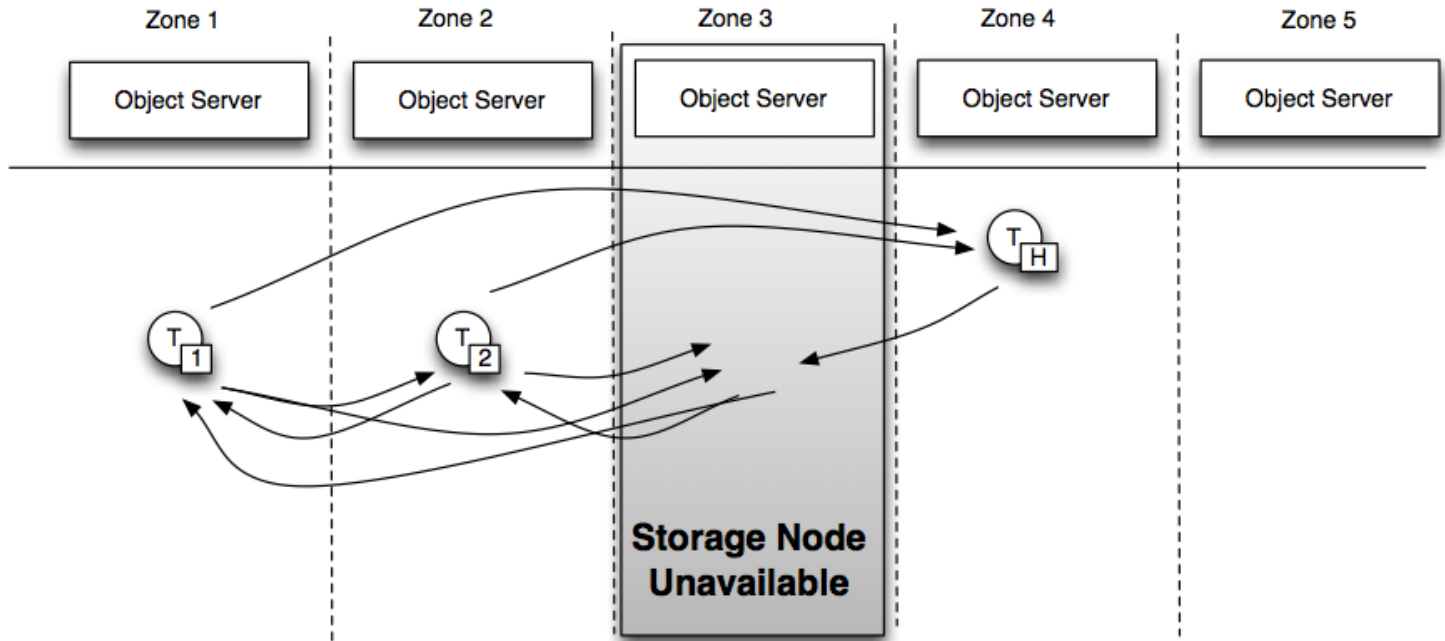 Zone 1
Zone 2
Zone 3
Zone 4
Zone 5
Object Server
Object Server
Object Server
Object Server
Object Server
T
H
T
1
T
2
Storage Node
Unavailable